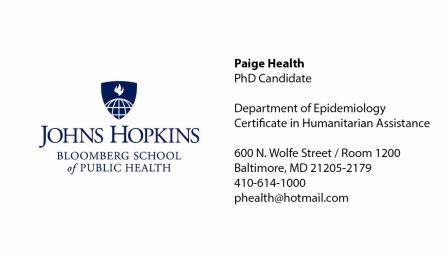 JOHNS HOPKINS
BLOOMBERG SCHOOL
of PUBLIC HEALTH
Paige Health
PhD Candidate
Department of Epidemiology
Certificate in Humanitarian Assistance
600 N. Wolfe Street / Room 1200
Baltimore, MD 21205-2179
410-614-1000
phealth@hotmail.com